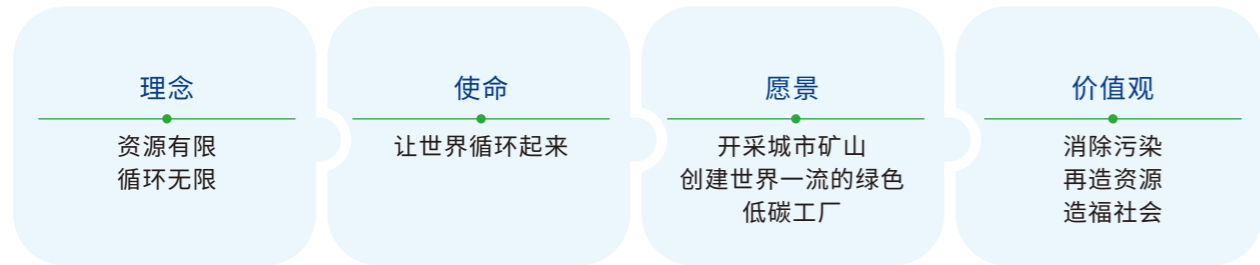 理念
资源有限
循环无限
使命
让世界循环起来
愿景
开采城市矿山
创建世界一流的绿色
低碳工厂
价值观
消除污染
再造资源
造福社会